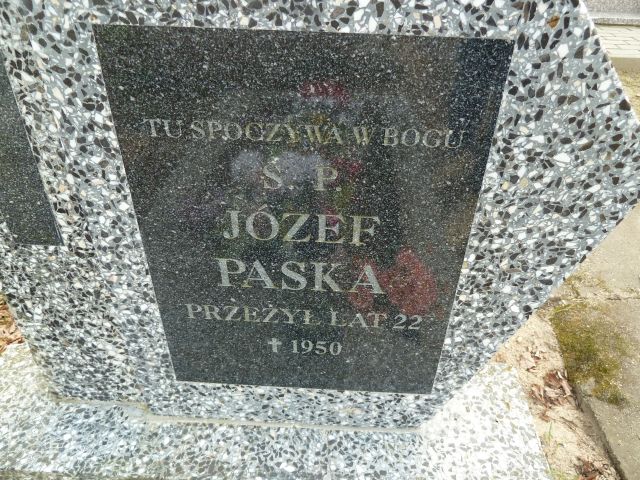 TU SPOCZYWA W BOGU
Ś. P.
JÓZEF
PASKA
PRZEŻYŁ LAT 22
✝ 1950